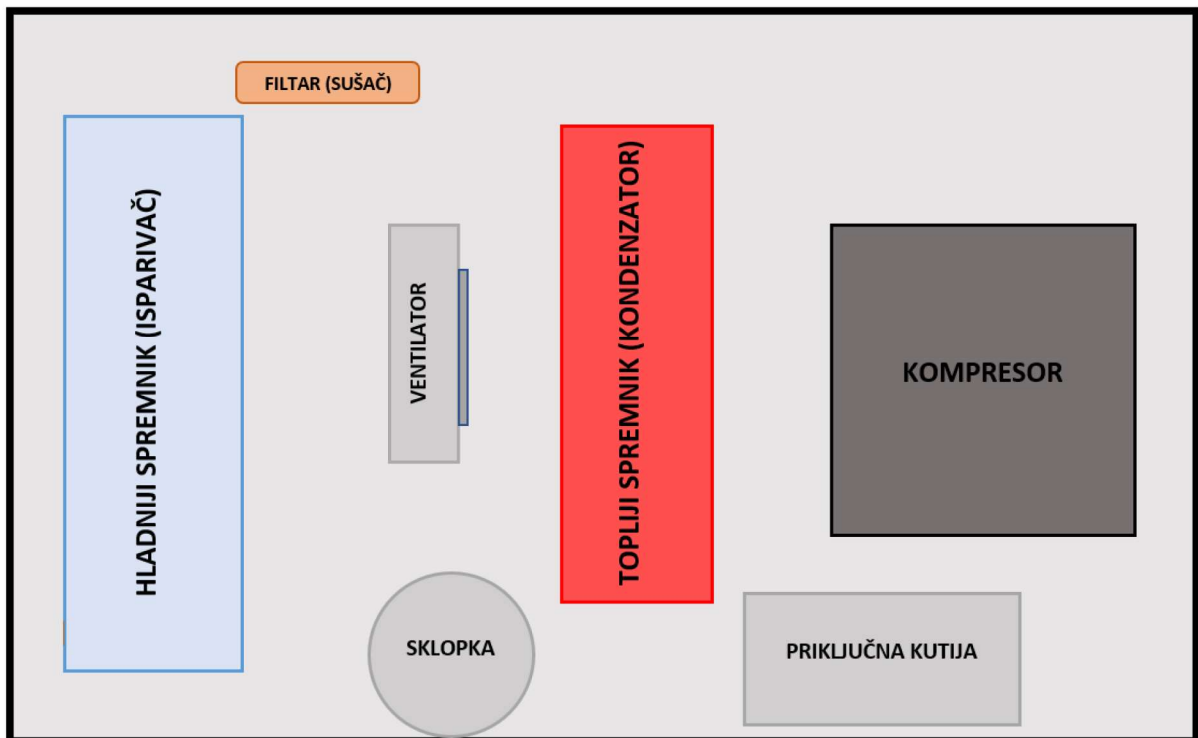 FILTAR (SUŠAČ)
HLADNIJI SPREMNIK (ISPARIVAČ)
VENTILATOR
TOPLIJI SPREMNIK (KONDENZATOR)
KOMPRESOR
SKLOPKA
PRIKLJUČNA KUTIJA